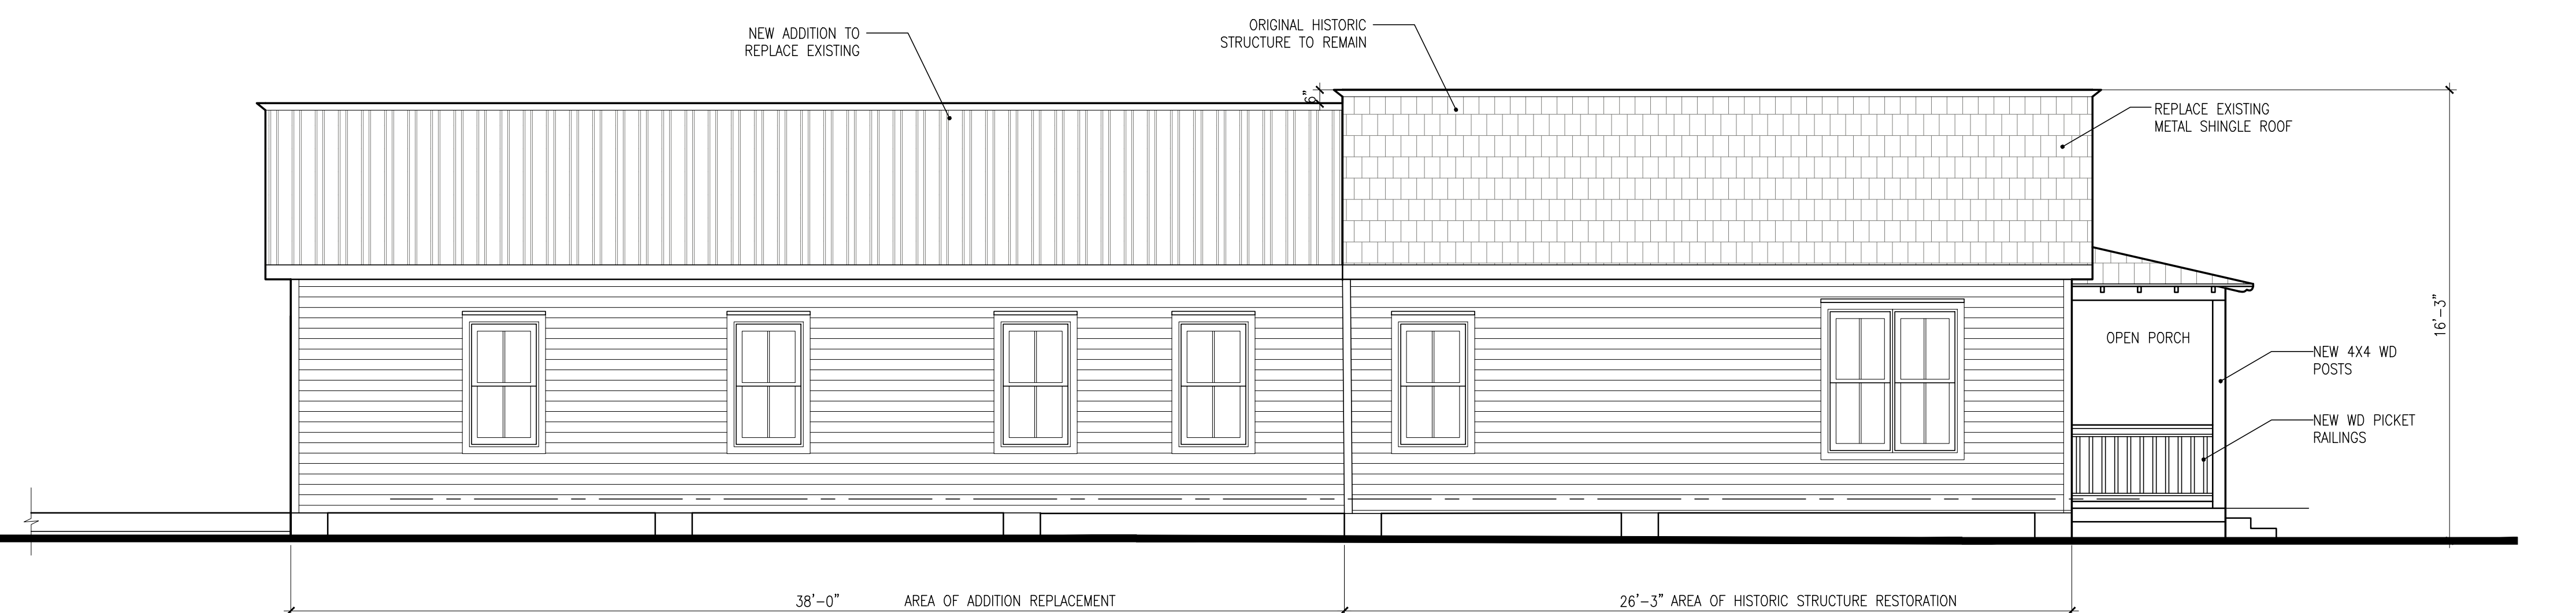 NEW ADDITION TO
REPLACE EXISTING
ORIGINAL HISTORIC
STRUCTURE TO REMAIN
6"
REPLACE EXISTING
METAL SHINGLE ROOF
OPEN PORCH
16'-3"
NEW 4X4 WD
POSTS
NEW WD PICKET
RAILINGS
38'-0" AREA OF ADDITION REPLACEMENT
26'-3" AREA OF HISTORIC STRUCTURE RESTORATION